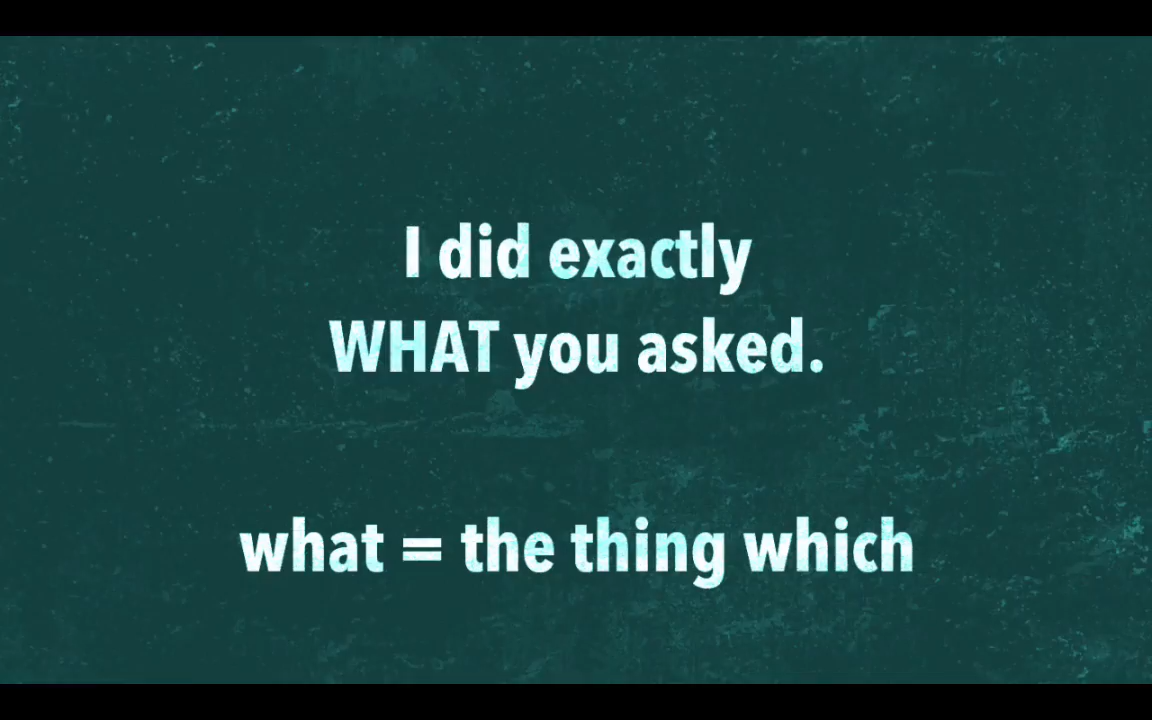 I did exactly
WHAT you asked.
what = the thing which